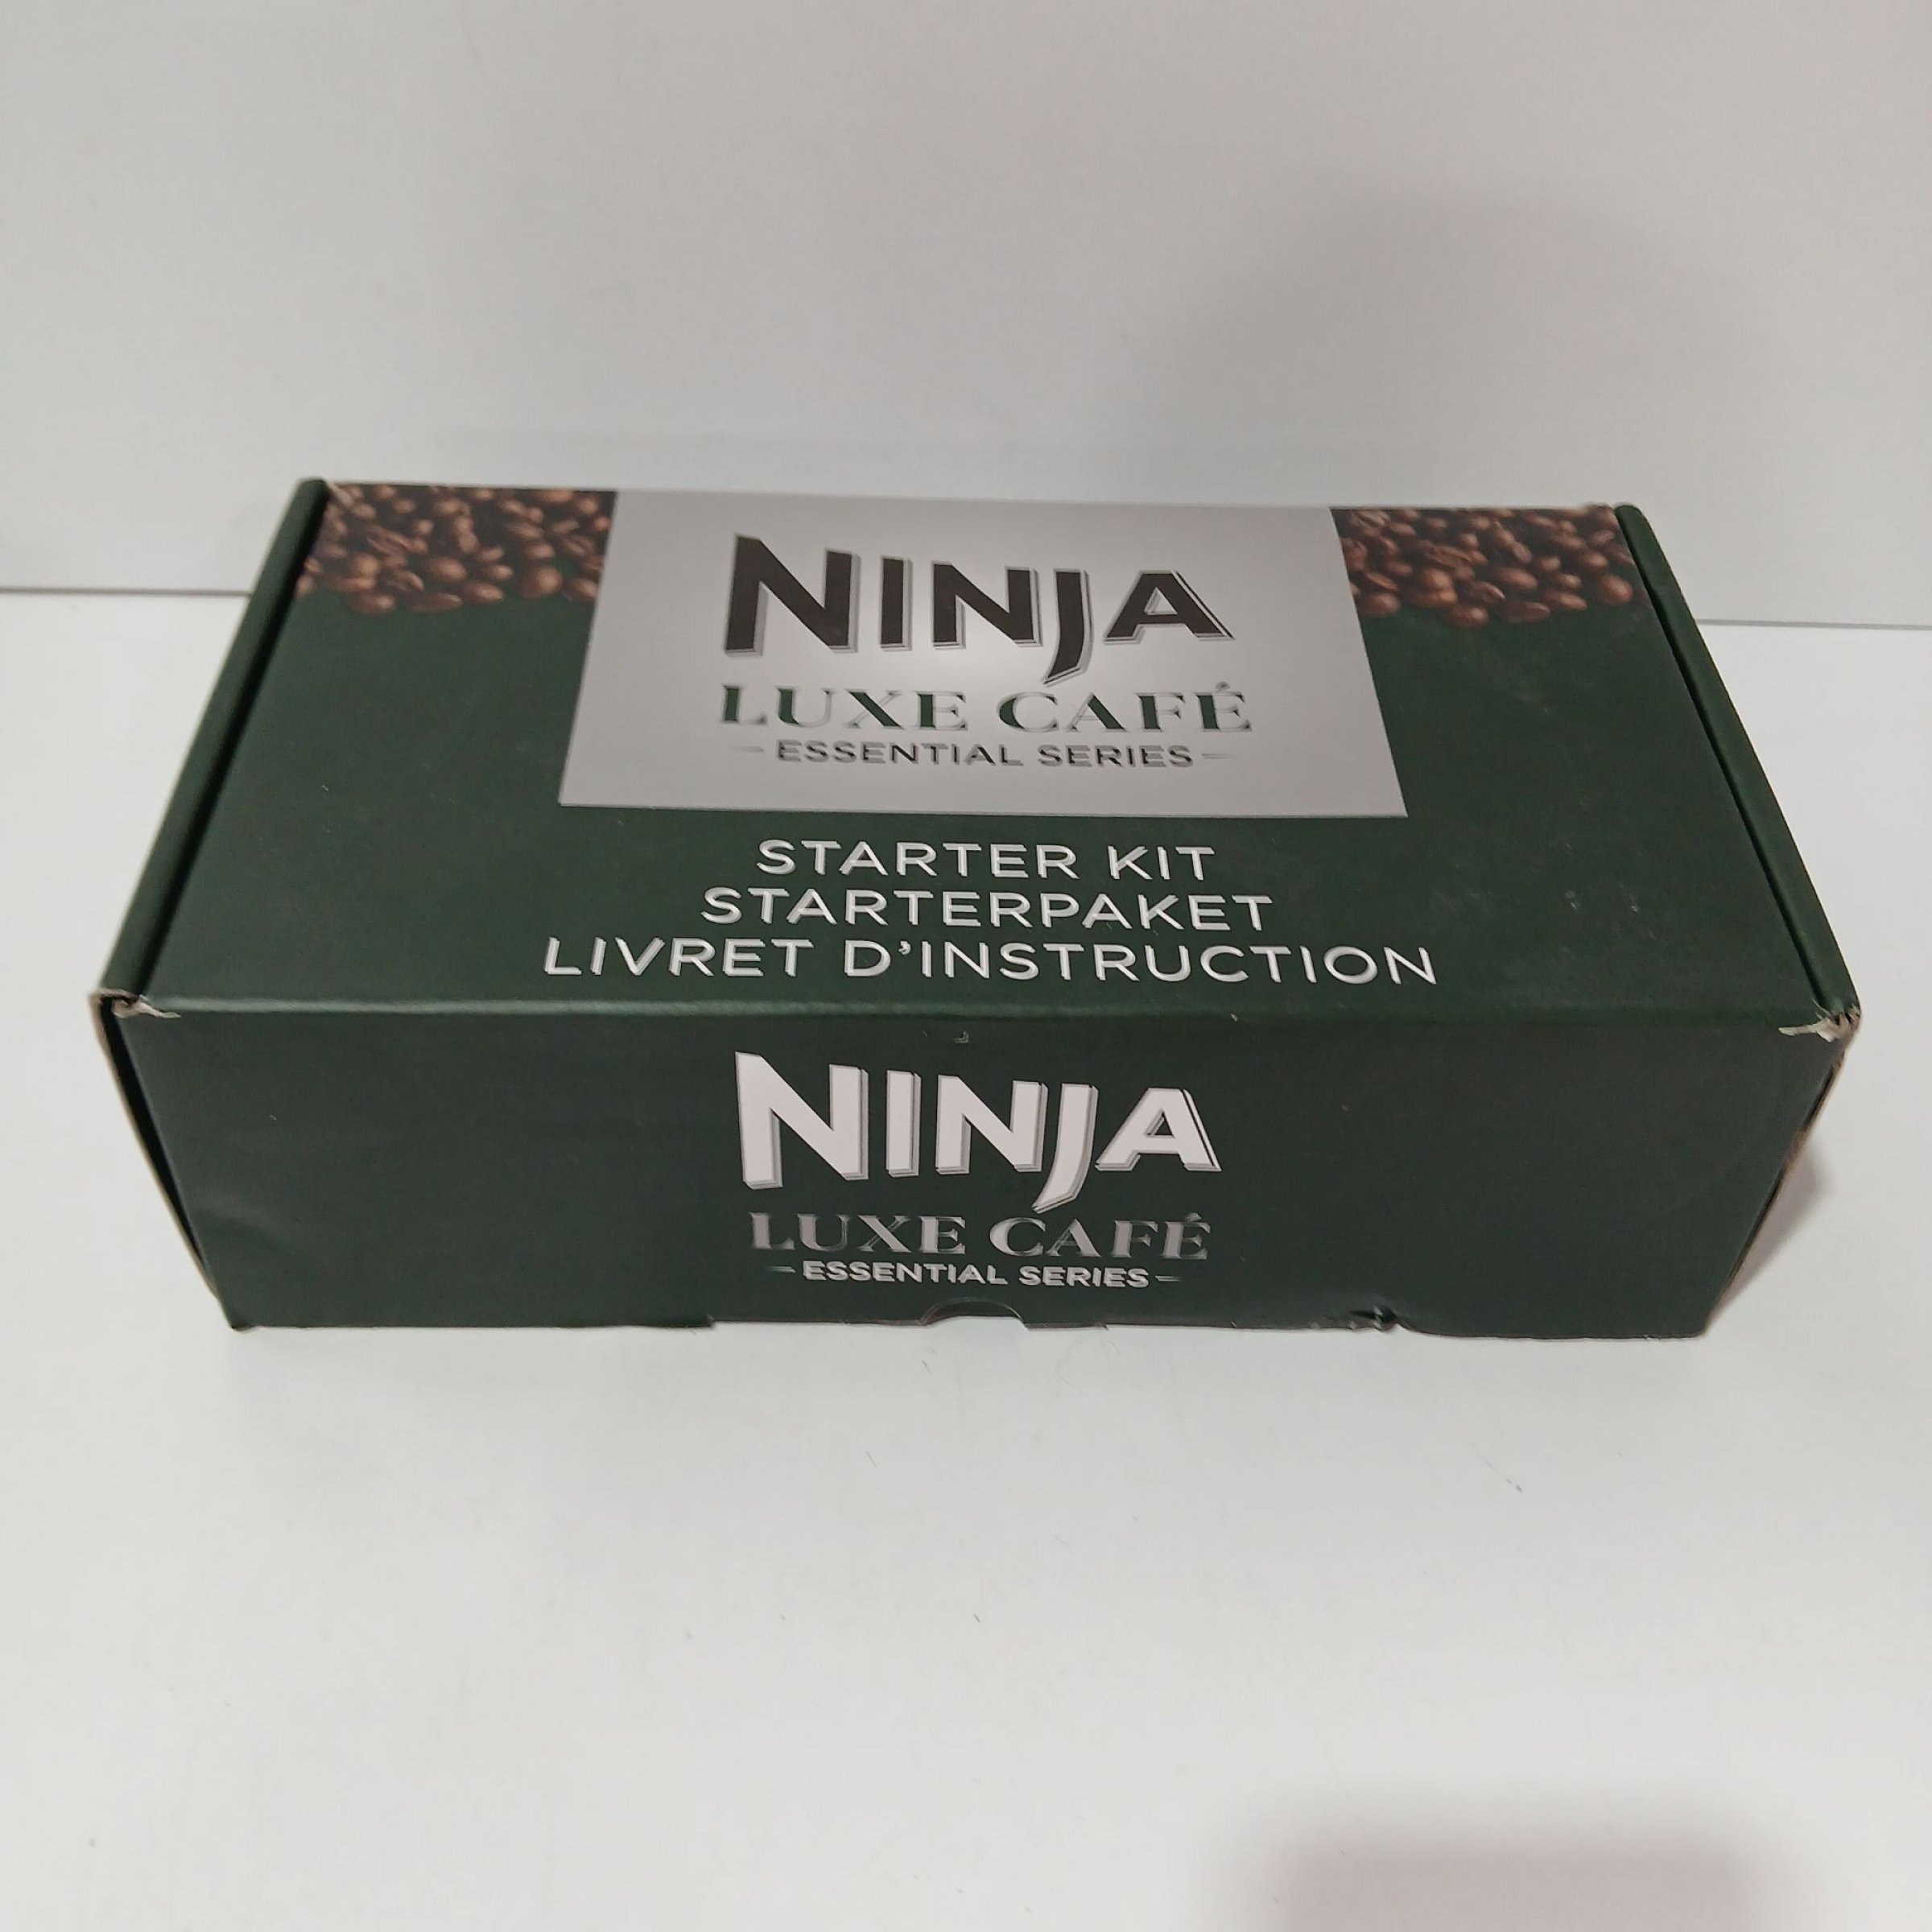 NINJA
LUXE CAFÉ
ESSENTIAL SERIES
STARTER KIT
STARTERPAKET
LIVRET D'INSTRUCTION
NINJA
LUXE CAFÉ
ESSENTIAL SERIES